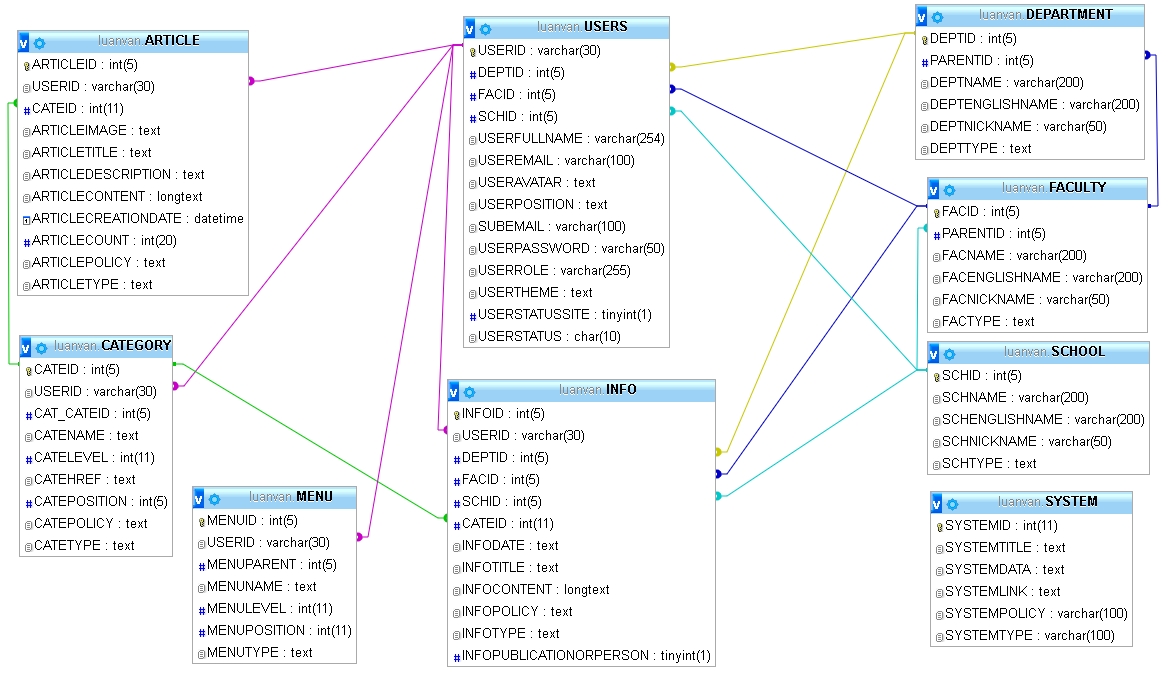 luanvan.ARTICLE
ARTICLEID : int(5)
USERID : varchar(30)
CATEID : int(11)
ARTICLEIMAGE : text
ARTICLETITLE : text
ARTICLEDESCRIPTION : text
ARTICLECONTENT : longtext
ARTICLECREATIONDATE : datetime
ARTICLECOUNT : int(20)
ARTICLEPOLICY : text
ARTICLETYPE : text
luanvan.CATEGORY
CATEID : int(5)
USERID : varchar(30)
CAT_CATEID : int(5)
CATENAME : text
CATELEVEL : int(11)
CATEHREF : text
CATEPOSITION : int(5)
CATEPOLICY : text
CATETYPE : text
luanvan.MENU
MENUID : int(5)
USERID : varchar(30)
MENUPARENT : int(5)
MENUNAME : text
MENULEVEL : int(11)
MENUPOSITION : int(11)
MENUTYPE : text
luanvan.USERS
USERID : varchar(30)
DEPTID : int(5)
FACID : int(5)
SCHID : int(5)
USERFULLNAME : varchar(254)
USEREMAIL : varchar(100)
USERAVATAR : text
USERPOSITION : text
SUBEMAIL : varchar(100)
USERPASSWORD : varchar(50)
USERROLE : varchar(255)
USERTHEME : text
USERSTATUSSITE : tinyint(1)
USERSTATUS : char(10)
luanvan.INFO
INFOID : int(5)
USERID : varchar(30)
DEPTID : int(5)
FACID : int(5)
SCHID : int(5)
CATEID : int(11)
INFODATE : text
INFOTITLE : text
INFOCONTENT : longtext
INFOPOLICY : text
INFOTYPE : text
INFOPUBLICATIONORPERSON : tinyint(1)
luanvan.DEPARTMENT
DEPTID : int(5)
PARENTID : int(5)
DEPTNAME : varchar(200)
DEPTENGLISHNAME : varchar(200)
DEPTNICKNAME : varchar(50)
DEPTTYPE : text
luanvan.FACULTY
FACID : int(5)
PARENTID : int(5)
FACNAME : varchar(200)
FACENGLISHNAME : varchar(200)
FACNICKNAME : varchar(50)
FACTYPE : text
luanvan.SCHOOL
SCHID : int(5)
SCHNAME : varchar(200)
SCHENGLISHNAME : varchar(200)
SCHNICKNAME : varchar(50)
SCHTYPE : text
luanvan.SYSTEM
SYSTEMID : int(11)
SYSTEMTITLE : text
SYSTEMDATA : text
SYSTEMLINK : text
SYSTEMPOLICY : varchar(100)
SYSTEMTYPE : varchar(100)